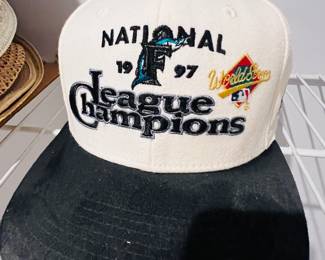 NATIONAL
19 F 97
World Series
League
Champions